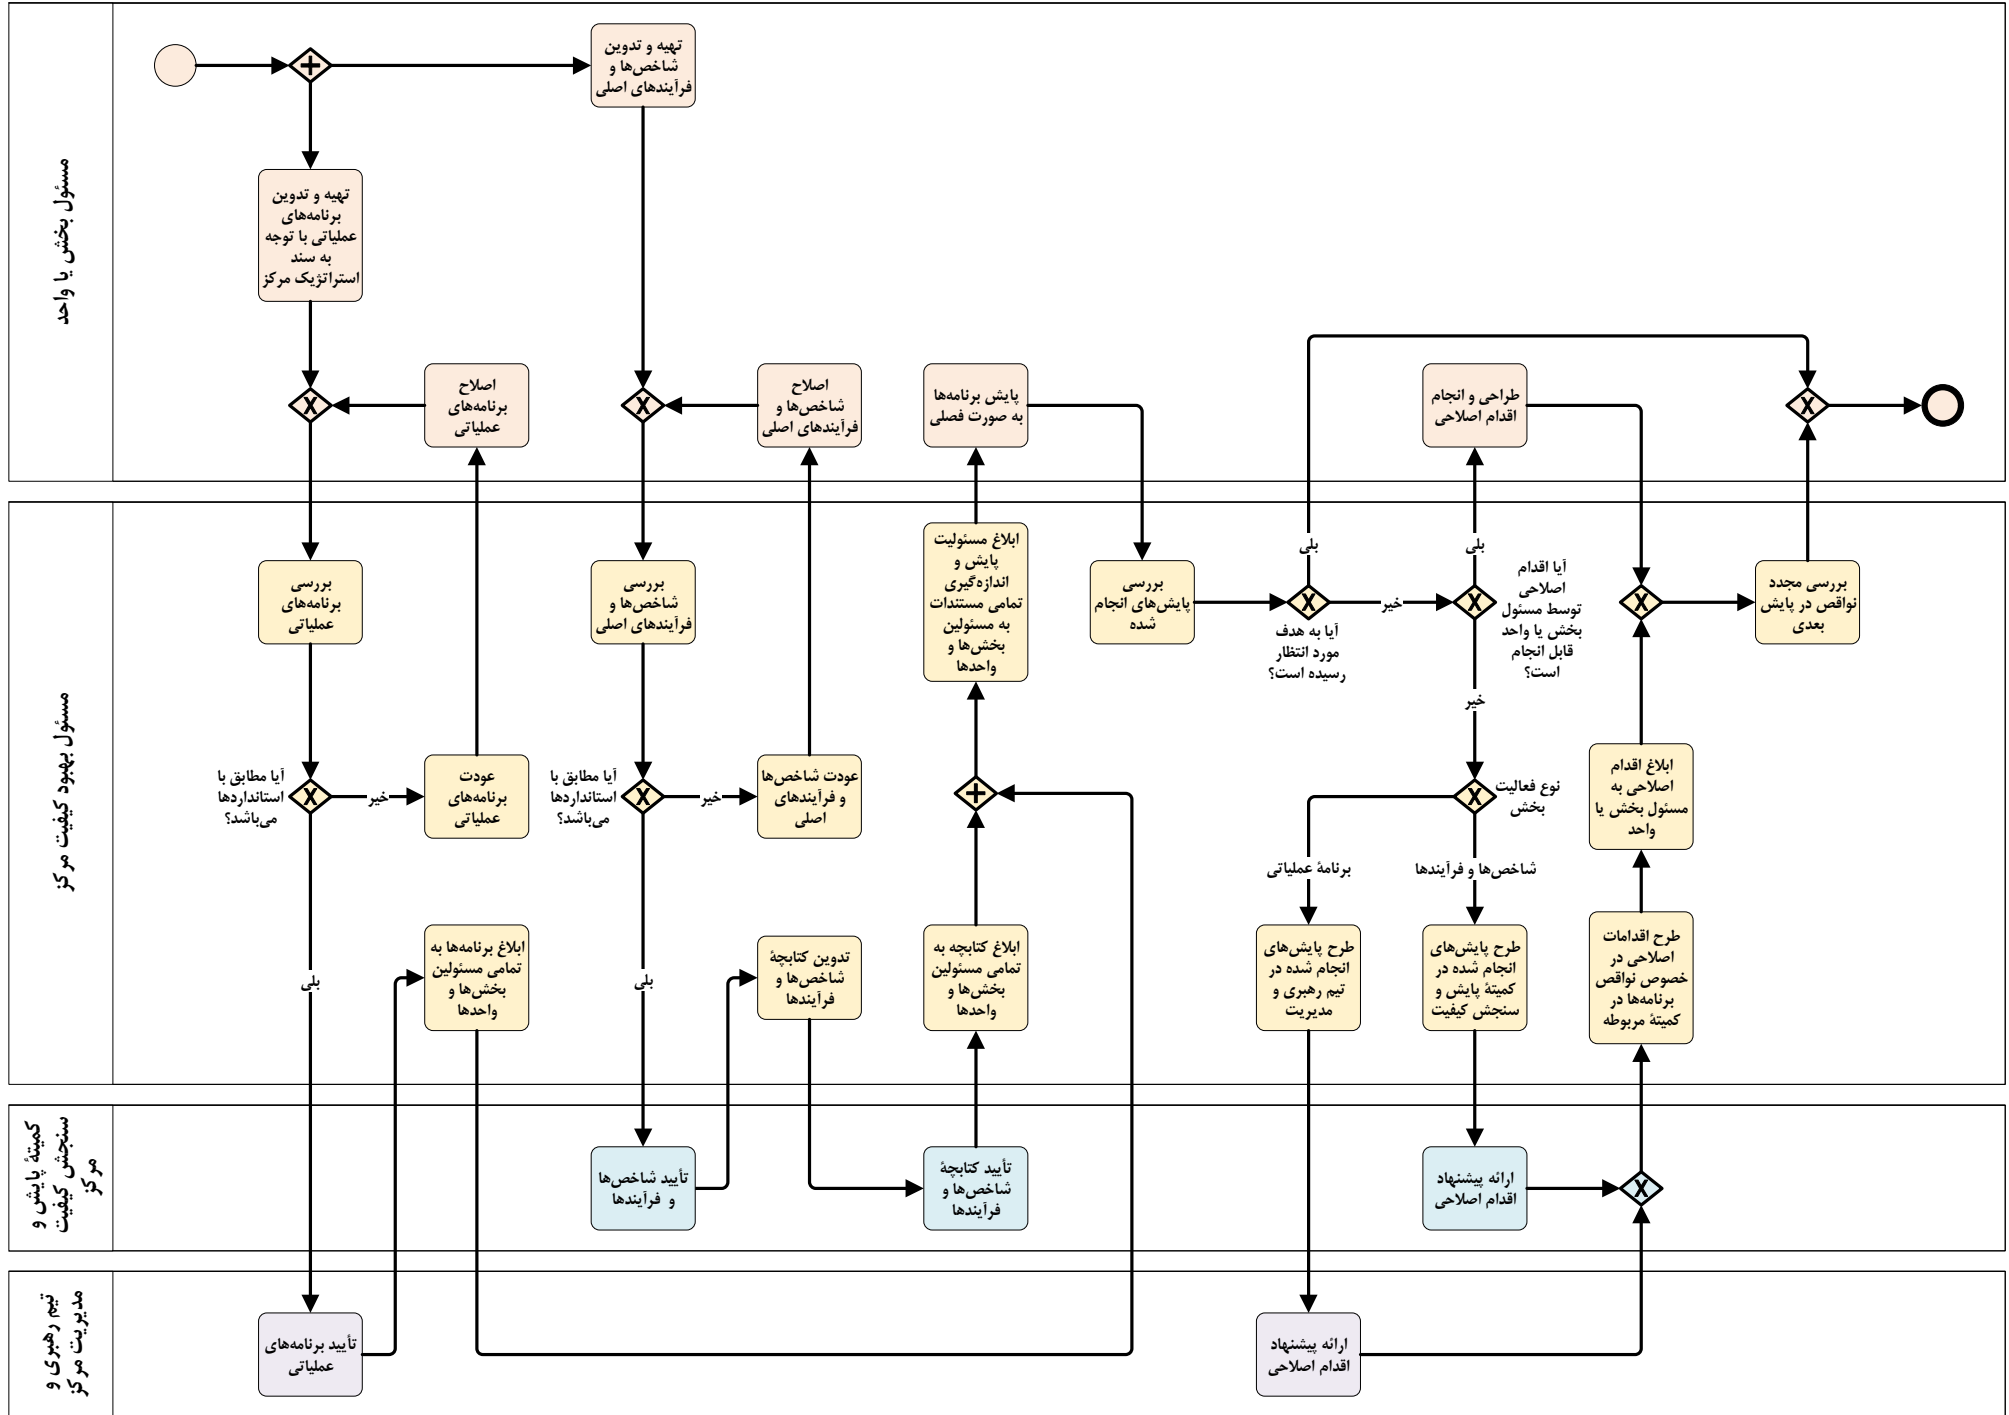 مسئول بخش یا واحد
تهیه و تدوین
شاخص‌ها و
فرآیندهای اصلی
تهیه و تدوین
برنامه‌های
عملیاتی با توجه
به سند
استراتژیک مرکز
اصلاح
برنامه‌های
عملیاتی
اصلاح
شاخص‌ها و
فرآیندهای اصلی
پایش برنامه‌ها
به صورت فصلی
طراحی و انجام
اقدام اصلاحی
مسئول بهبود کیفیت مرکز
بررسی
برنامه‌های
عملیاتی
بررسی
شاخص‌ها و
فرآیندهای اصلی
ابلاغ مسئولیت
پایش و
اندازه‌گیری
تمامی مستندات
به مسئولین
بخش‌ها و
واحدها
بررسی
پایش‌های انجام
شده
بلی
آیا به هدف
مورد انتظار
رسیده است؟
خیر
بلی
آیا اقدام
اصلاحی
توسط مسئول
بخش یا واحد
قابل انجام
است؟
خیر
بررسی مجدد
نواقص در پایش
بعدی
آیا مطابق با
استانداردها
می‌باشد؟
خیر
عودت
برنامه‌های
عملیاتی
آیا مطابق با
استانداردها
می‌باشد؟
خیر
عودت شاخص‌ها
و فرآیندهای
اصلی
نوع فعالیت
بخش
ابلاغ اقدام
اصلاحی به
مسئول بخش یا
واحد
برنامهٔ عملیاتی
شاخص‌ها و فرآیندها
بلی
ابلاغ برنامه‌ها به
تمامی مسئولین
بخش‌ها و
واحدها
بلی
تدوین کتابچهٔ
شاخص‌ها و
فرآیندها
ابلاغ کتابچه به
تمامی مسئولین
بخش‌ها و
واحدها
طرح پایش‌های
انجام شده در
تیم رهبری و
مدیریت
طرح پایش‌های
انجام شده در
کمیتهٔ پایش و
سنجش کیفیت
طرح اقدامات
اصلاحی در
خصوص نواقص
برنامه‌ها در
کمیتهٔ مربوطه
کمیتهٔ پایش و
سنجش کیفیت
مرکز
تأیید شاخص‌ها
و فرآیندها
تأیید کتابچهٔ
شاخص‌ها و
فرآیندها
ارائه پیشنهاد
اقدام اصلاحی
تیم رهبری و
مدیریت مرکز
تأیید برنامه‌های
عملیاتی
ارائه پیشنهاد
اقدام اصلاحی